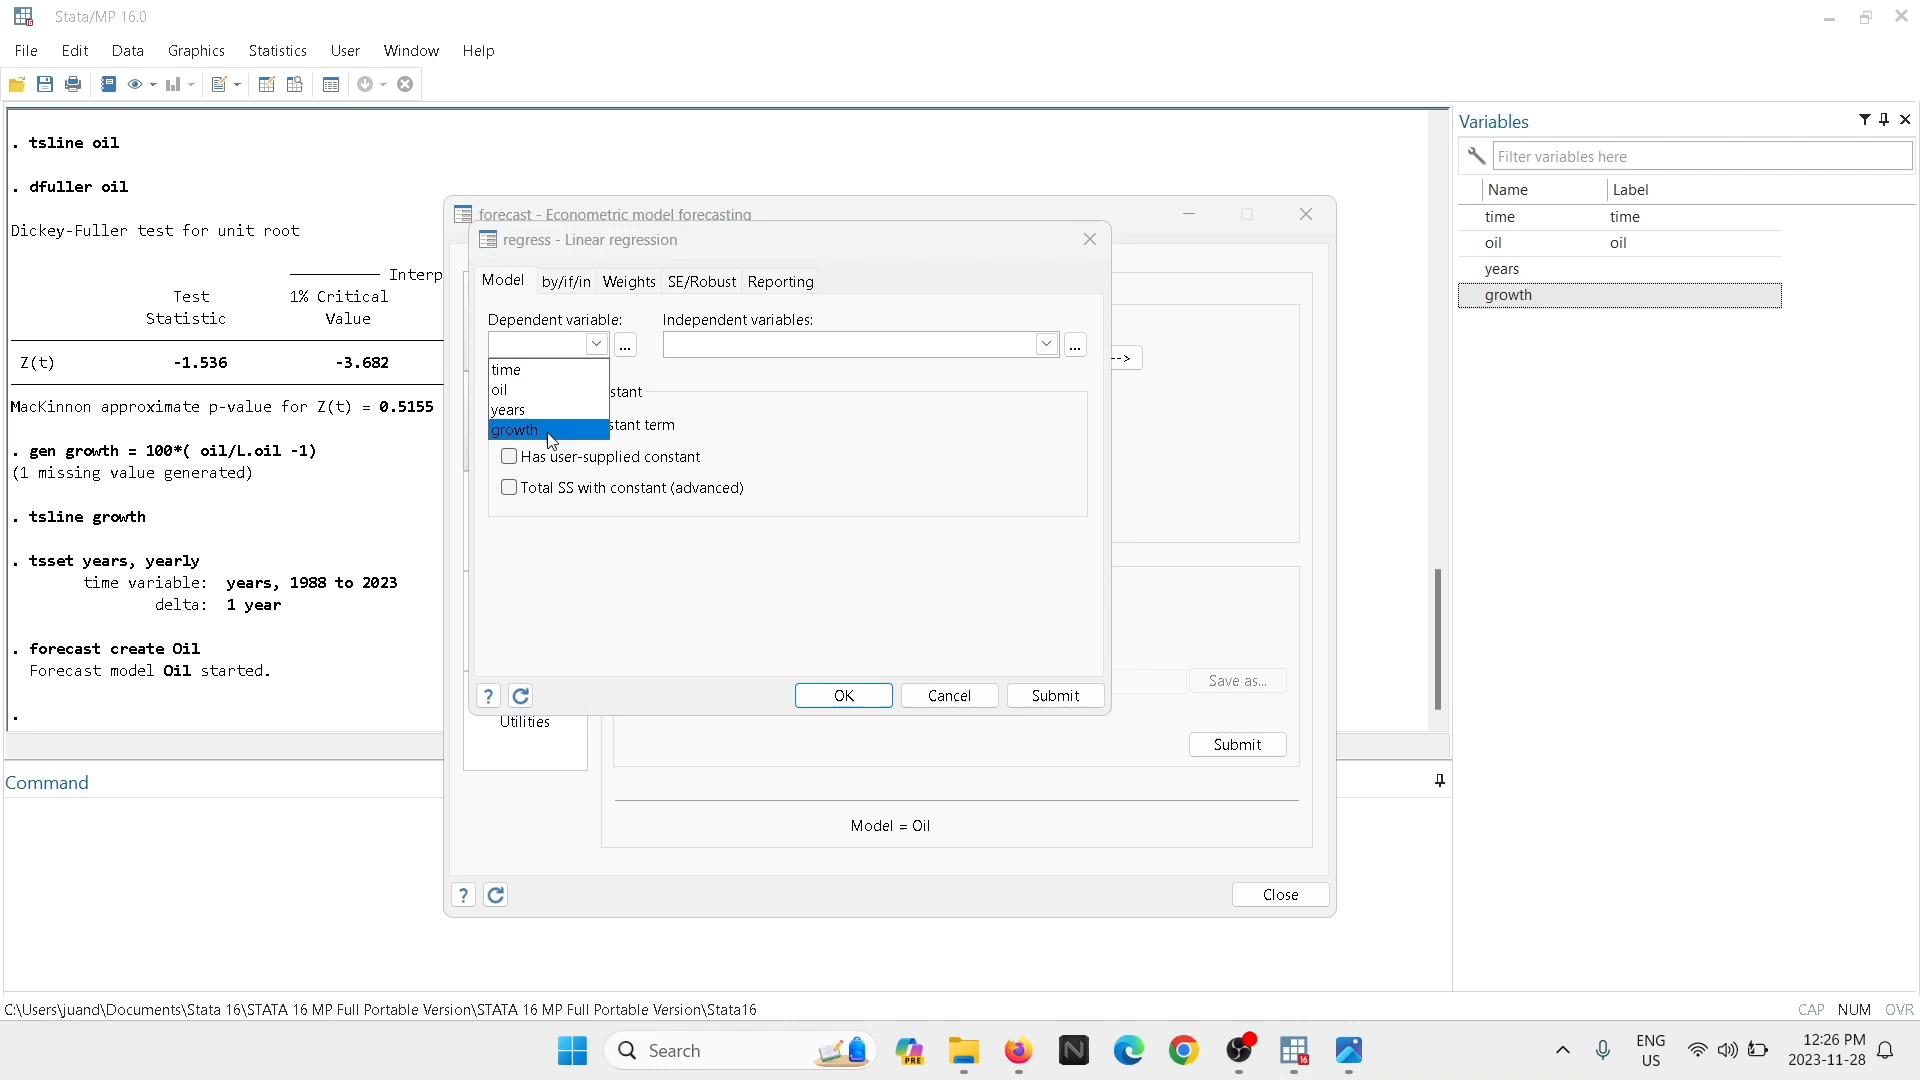 Stata/MP 16.0
File Edit Data Graphics Statistics User Window Help
. tsline oil
. dfuller oil
Dickey-Fuller test for unit root
Interp
Test 1% Critical
Statistic Value
Z(t) -1.536 -3.682
MacKinnon approximate p-value for Z(t) = 0.5155
. gen growth = 100*( oil/L.oil -1)
(1 missing value generated)
. tsline growth
. tsset years, yearly
time variable: years, 1988 to 2023
delta: 1 year
. forecast create Oil
Forecast model Oil started.
.
Command
forecast - Econometric model forecasting
regress - Linear regression
Model by/if/in Weights SE/Robust Reporting
Dependent variable: Independent variables:
... ...
time
oil
years
growth
stant
stant term
Has user-supplied constant
Total SS with constant (advanced)
? OK Cancel Submit
-->
Save as...
Utilities
Submit
Model = Oil
? Close
Variables
Filter variables here
Name Label
time time
oil oil
years
growth
C:\Users\juand\Documents\Stata 16\STATA 16 MP Full Portable Version\STATA 16 MP Full Portable Version\Stata16
CAP NUM OVR
Search
PRE
16
ENG
US
12:26 PM
2023-11-28